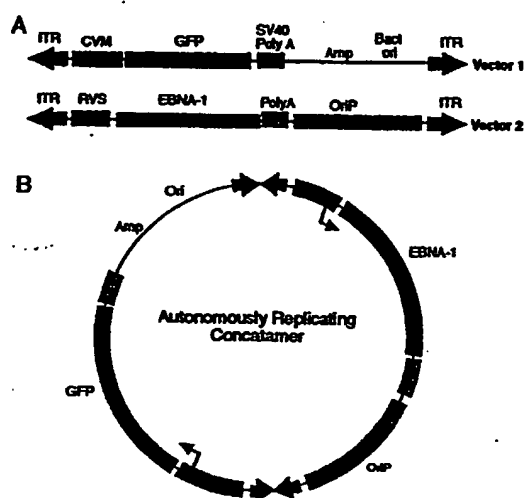 A
ITR CVM GFP SV40 Poly A Amp Bact ori ITR
Vector 1
ITR RVS EBNA-1 PolyA OriP ITR
Vector 2
B
Ori
Amp
EBNA-1
Autonomously Replicating
Concatamer
GFP
OriP